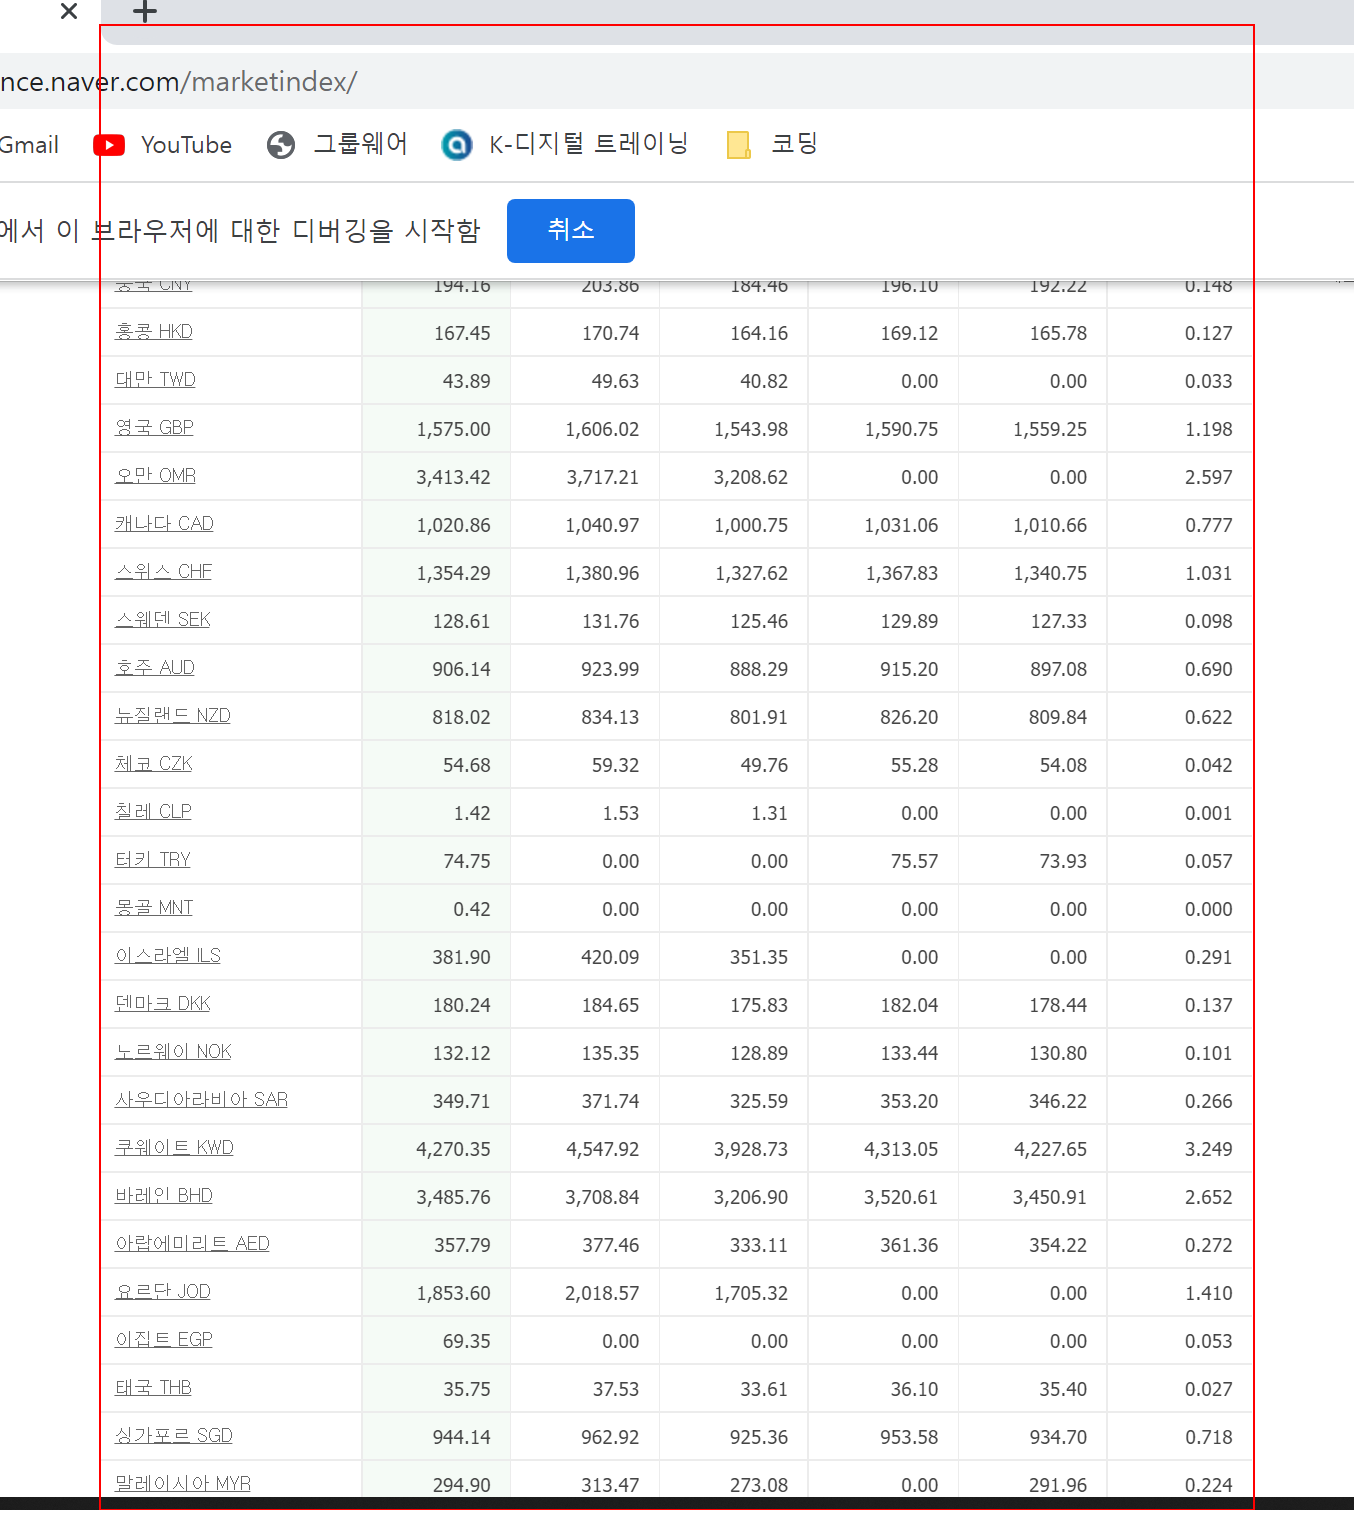 nce.naver.com/marketindex/
Gmail YouTube 그룹웨어 K-디지털 트레이닝 코딩
에서 이 브라우저에 대한 디버깅을 시작함 취소
중국 CNY 194.16 203.86 184.46 196.10 192.22 0.148
홍콩 HKD 167.45 170.74 164.16 169.12 165.78 0.127
대만 TWD 43.89 49.63 40.82 0.00 0.00 0.033
영국 GBP 1,575.00 1,606.02 1,543.98 1,590.75 1,559.25 1.198
오만 OMR 3,413.42 3,717.21 3,208.62 0.00 0.00 2.597
캐나다 CAD 1,020.86 1,040.97 1,000.75 1,031.06 1,010.66 0.777
스위스 CHF 1,354.29 1,380.96 1,327.62 1,367.83 1,340.75 1.031
스웨덴 SEK 128.61 131.76 125.46 129.89 127.33 0.098
호주 AUD 906.14 923.99 888.29 915.20 897.08 0.690
뉴질랜드 NZD 818.02 834.13 801.91 826.20 809.84 0.622
체코 CZK 54.68 59.32 49.76 55.28 54.08 0.042
칠레 CLP 1.42 1.53 1.31 0.00 0.00 0.001
터키 TRY 74.75 0.00 0.00 75.57 73.93 0.057
몽골 MNT 0.42 0.00 0.00 0.00 0.00 0.000
이스라엘 ILS 381.90 420.09 351.35 0.00 0.00 0.291
덴마크 DKK 180.24 184.65 175.83 182.04 178.44 0.137
노르웨이 NOK 132.12 135.35 128.89 133.44 130.80 0.101
사우디아라비아 SAR 349.71 371.74 325.59 353.20 346.22 0.266
쿠웨이트 KWD 4,270.35 4,547.92 3,928.73 4,313.05 4,227.65 3.249
바레인 BHD 3,485.76 3,708.84 3,206.90 3,520.61 3,450.91 2.652
아랍에미리트 AED 357.79 377.46 333.11 361.36 354.22 0.272
요르단 JOD 1,853.60 2,018.57 1,705.32 0.00 0.00 1.410
이집트 EGP 69.35 0.00 0.00 0.00 0.00 0.053
태국 THB 35.75 37.53 33.61 36.10 35.40 0.027
싱가포르 SGD 944.14 962.92 925.36 953.58 934.70 0.718
말레이시아 MYR 294.90 313.47 273.08 0.00 291.96 0.224